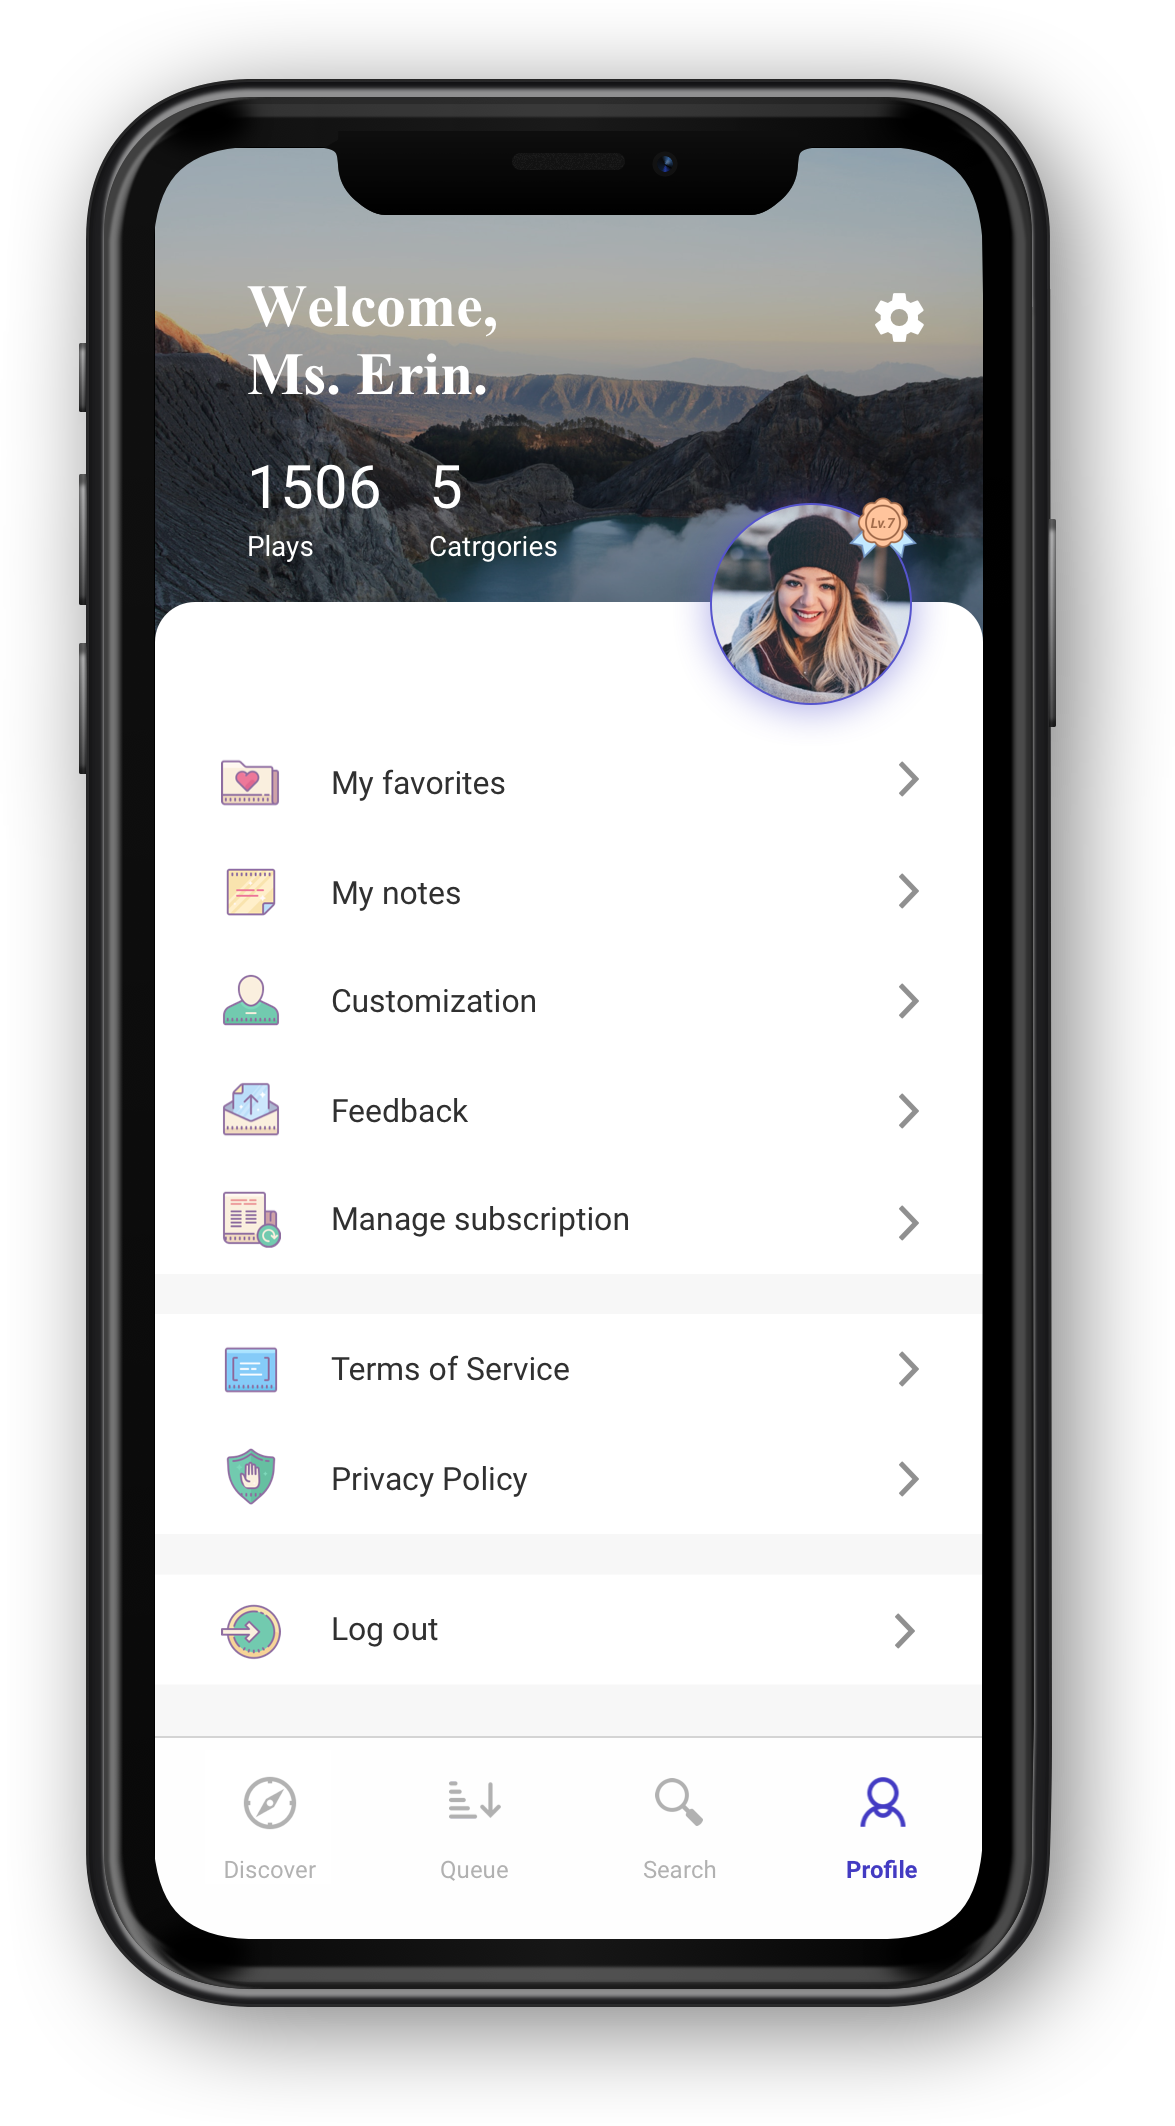 Welcome,
Ms. Erin.
1506 5
Plays Catrgories
Lv.7
My favorites
My notes
Customization
Feedback
Manage subscription
Terms of Service
Privacy Policy
Log out
Discover Queue Search Profile